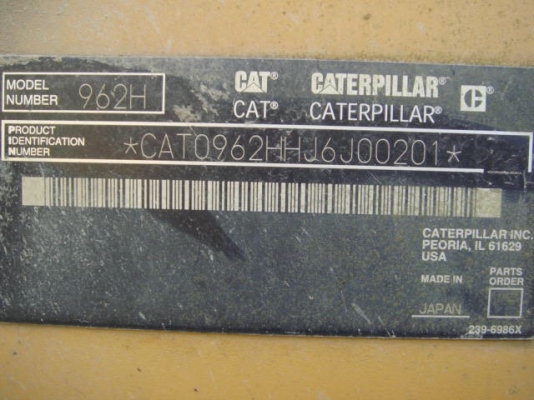 MODEL NUMBER 962H
CAT CATERPILLAR C
CAT® CATERPILLAR®
PRODUCT IDENTIFICATION NUMBER *CAT0962HHJ6J00201*
CATERPILLAR INC.
PEORIA, IL 61629
USA
MADE IN
JAPAN
PARTS ORDER
239-6986X